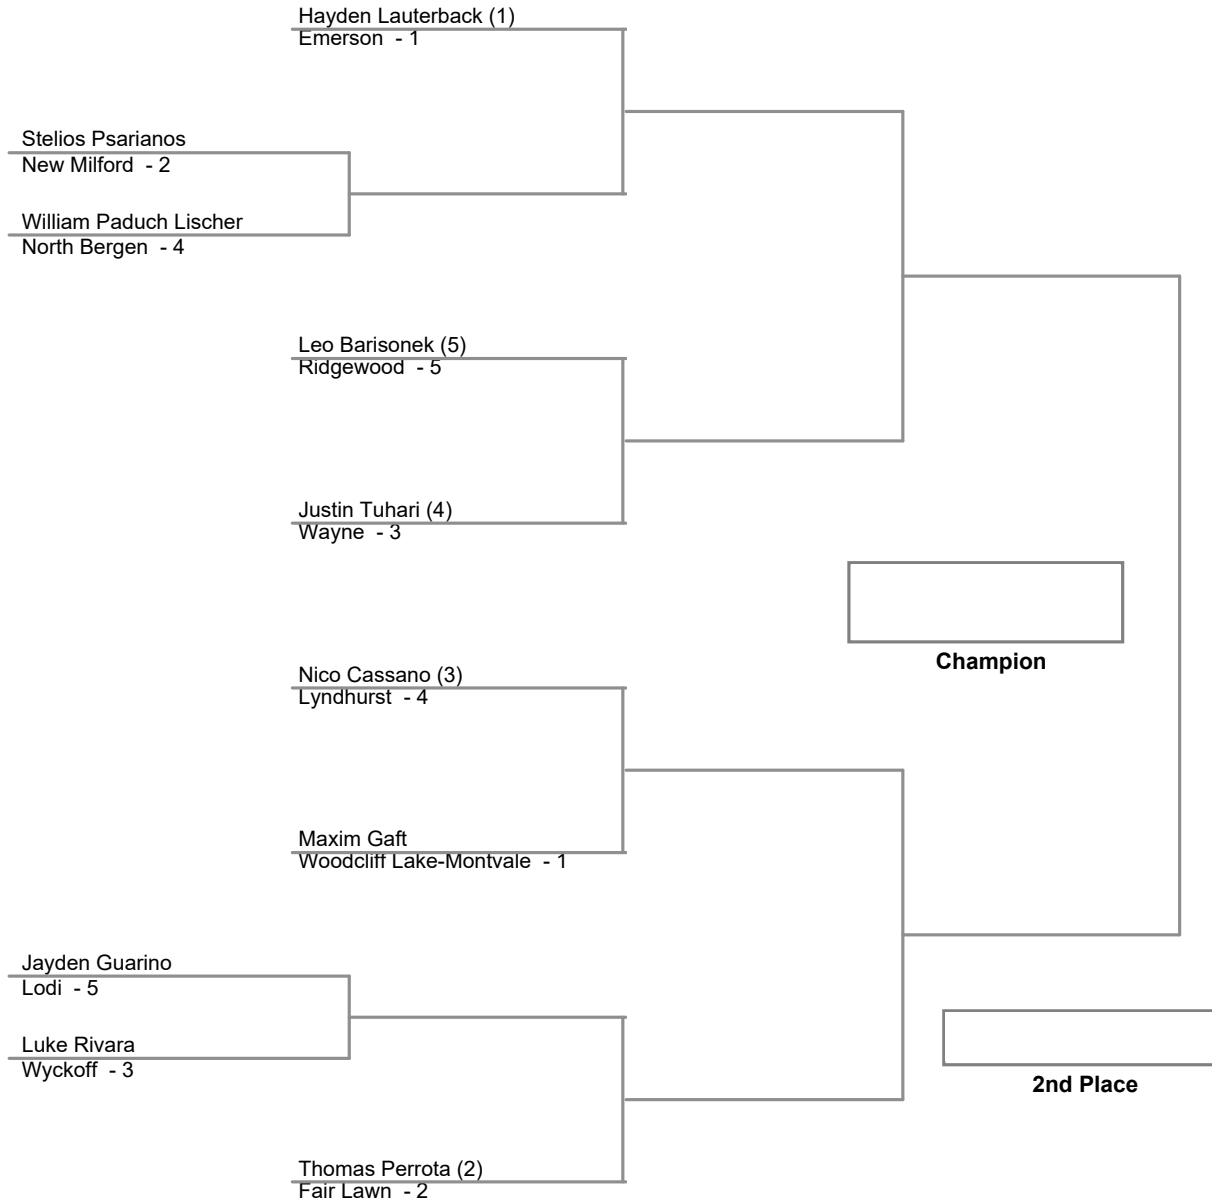 Hayden Lauterback (1)
Emerson - 1
Stelios Psarianos
New Milford - 2
William Paduch Lischer
North Bergen - 4
Leo Barisonek (5)
Ridgewood - 5
Justin Tuhari (4)
Wayne - 3
Champion
Nico Cassano (3)
Lyndhurst - 4
Maxim Gaft
Woodcliff Lake-Montvale - 1
Jayden Guarino
Lodi - 5
Luke Rivara
Wyckoff - 3
2nd Place
Thomas Perrota (2)
Fair Lawn - 2